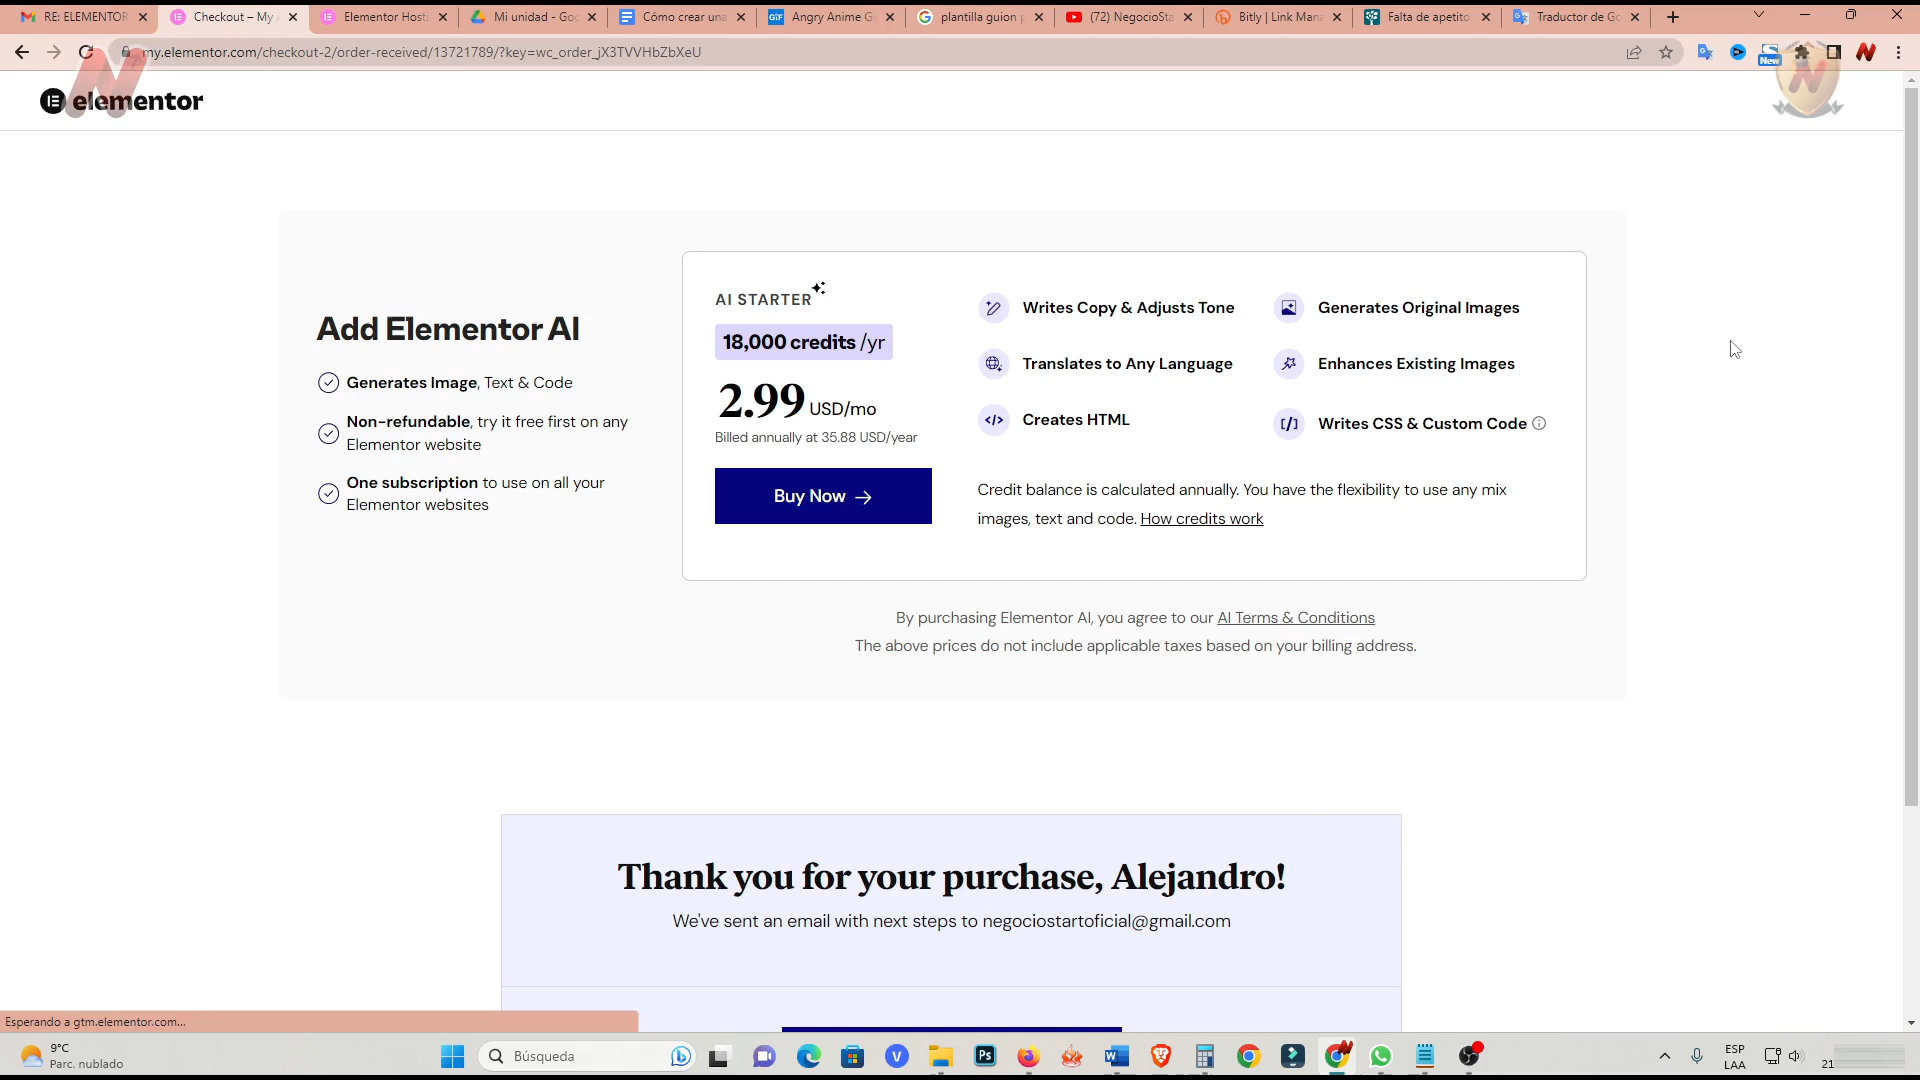 RE: ELEMENTOR
Checkout – My
Elementor Hosti
Mi unidad - Goo
Cómo crear una
GIF
Angry Anime G
plantilla guion p
(72) NegocioSta
Bitly | Link Mana
Falta de apetito
Traductor de Go
my.elementor.com/checkout-2/order-received/13721789/?key=wc_order_jX3TVVHbZbXeU
New
elementor
Add Elementor AI
Generates Image, Text & Code
Non-refundable, try it free first on any
Elementor website
One subscription to use on all your
Elementor websites
AI STARTER
18,000 credits /yr
2.99 USD/mo
Billed annually at 35.88 USD/year
Buy Now
Writes Copy & Adjusts Tone
Generates Original Images
Translates to Any Language
Enhances Existing Images
Creates HTML
Writes CSS & Custom Code
Credit balance is calculated annually. You have the flexibility to use any mix
images, text and code. How credits work
By purchasing Elementor AI, you agree to our AI Terms & Conditions
The above prices do not include applicable taxes based on your billing address.
Thank you for your purchase, Alejandro!
We've sent an email with next steps to negociostartoficial@gmail.com
Esperando a gtm.elementor.com...
9°C
Parc. nublado
Búsqueda
Ps
ESP
LAA
21